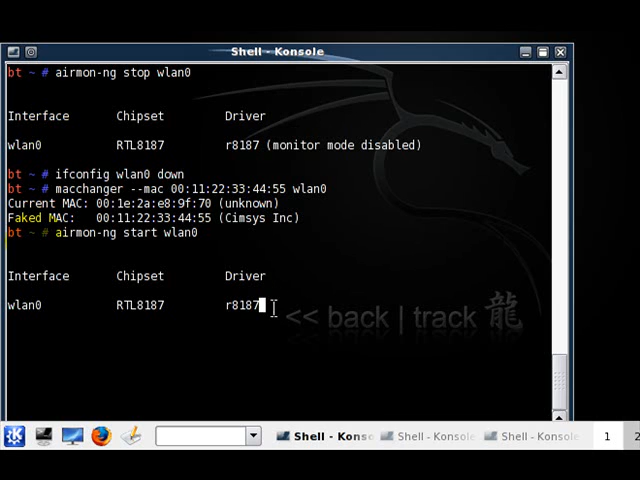 Shell - Konsole
bt ~ # airmon-ng stop wlan0
Interface Chipset Driver
wlan0 RTL8187 r8187 (monitor mode disabled)
bt ~ # ifconfig wlan0 down
bt ~ # macchanger --mac 00:11:22:33:44:55 wlan0
Current MAC: 00:1e:2a:e8:9f:70 (unknown)
Faked MAC: 00:11:22:33:44:55 (Cimsys Inc)
bt ~ # airmon-ng start wlan0
Interface Chipset Driver
wlan0 RTL8187 r8187
<< back | track 龍
Shell - Konso Shell - Konsole Shell - Konsole 1 2